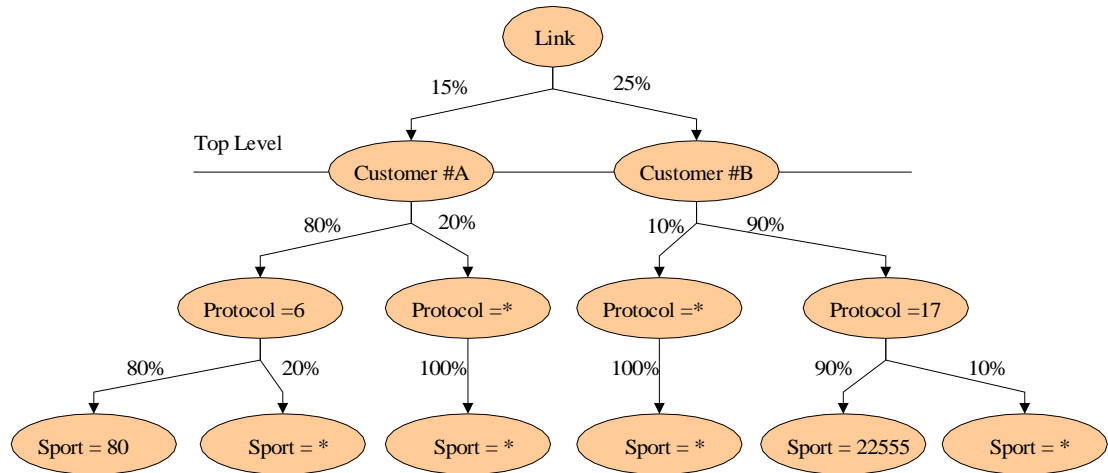 Link
15%
25%
Top Level
Customer #A
Customer #B
80%
20%
10%
90%
Protocol =6
Protocol =*
Protocol =*
Protocol =17
80%
20%
100%
100%
90%
10%
Sport = 80
Sport = *
Sport = *
Sport = *
Sport = 22555
Sport = *